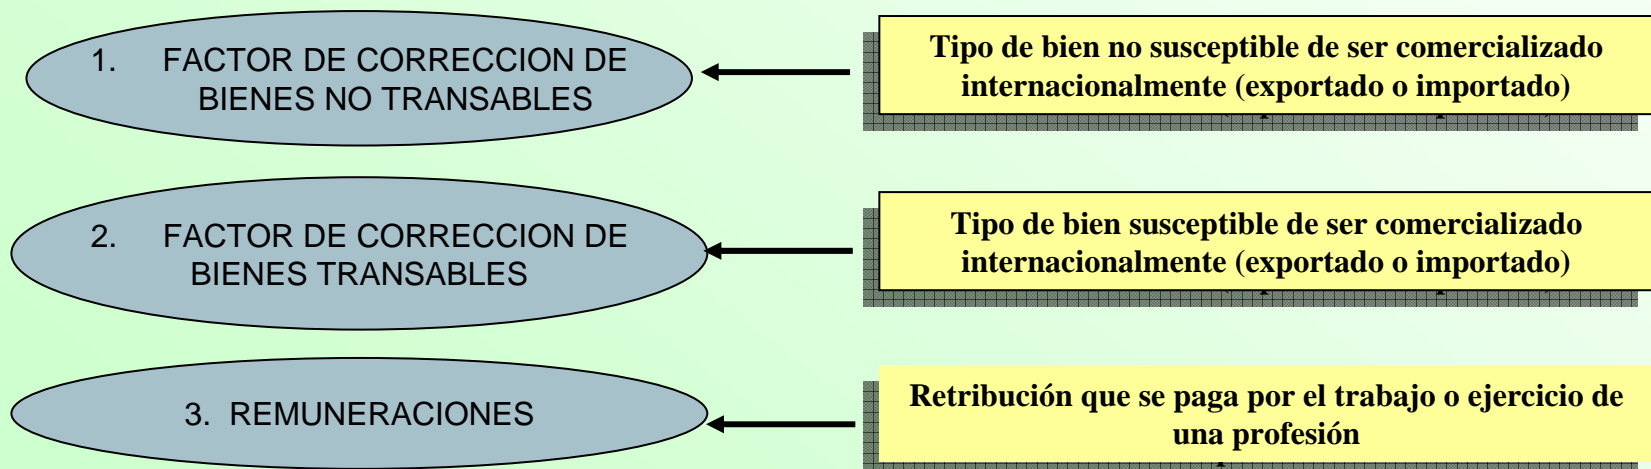 1. FACTOR DE CORRECCION DE
BIENES NO TRANSABLES
Tipo de bien no susceptible de ser comercializado
internacionalmente (exportado o importado)
2. FACTOR DE CORRECCION DE
BIENES TRANSABLES
Tipo de bien susceptible de ser comercializado
internacionalmente (exportado o importado)
3. REMUNERACIONES
Retribución que se paga por el trabajo o ejercicio de
una profesión